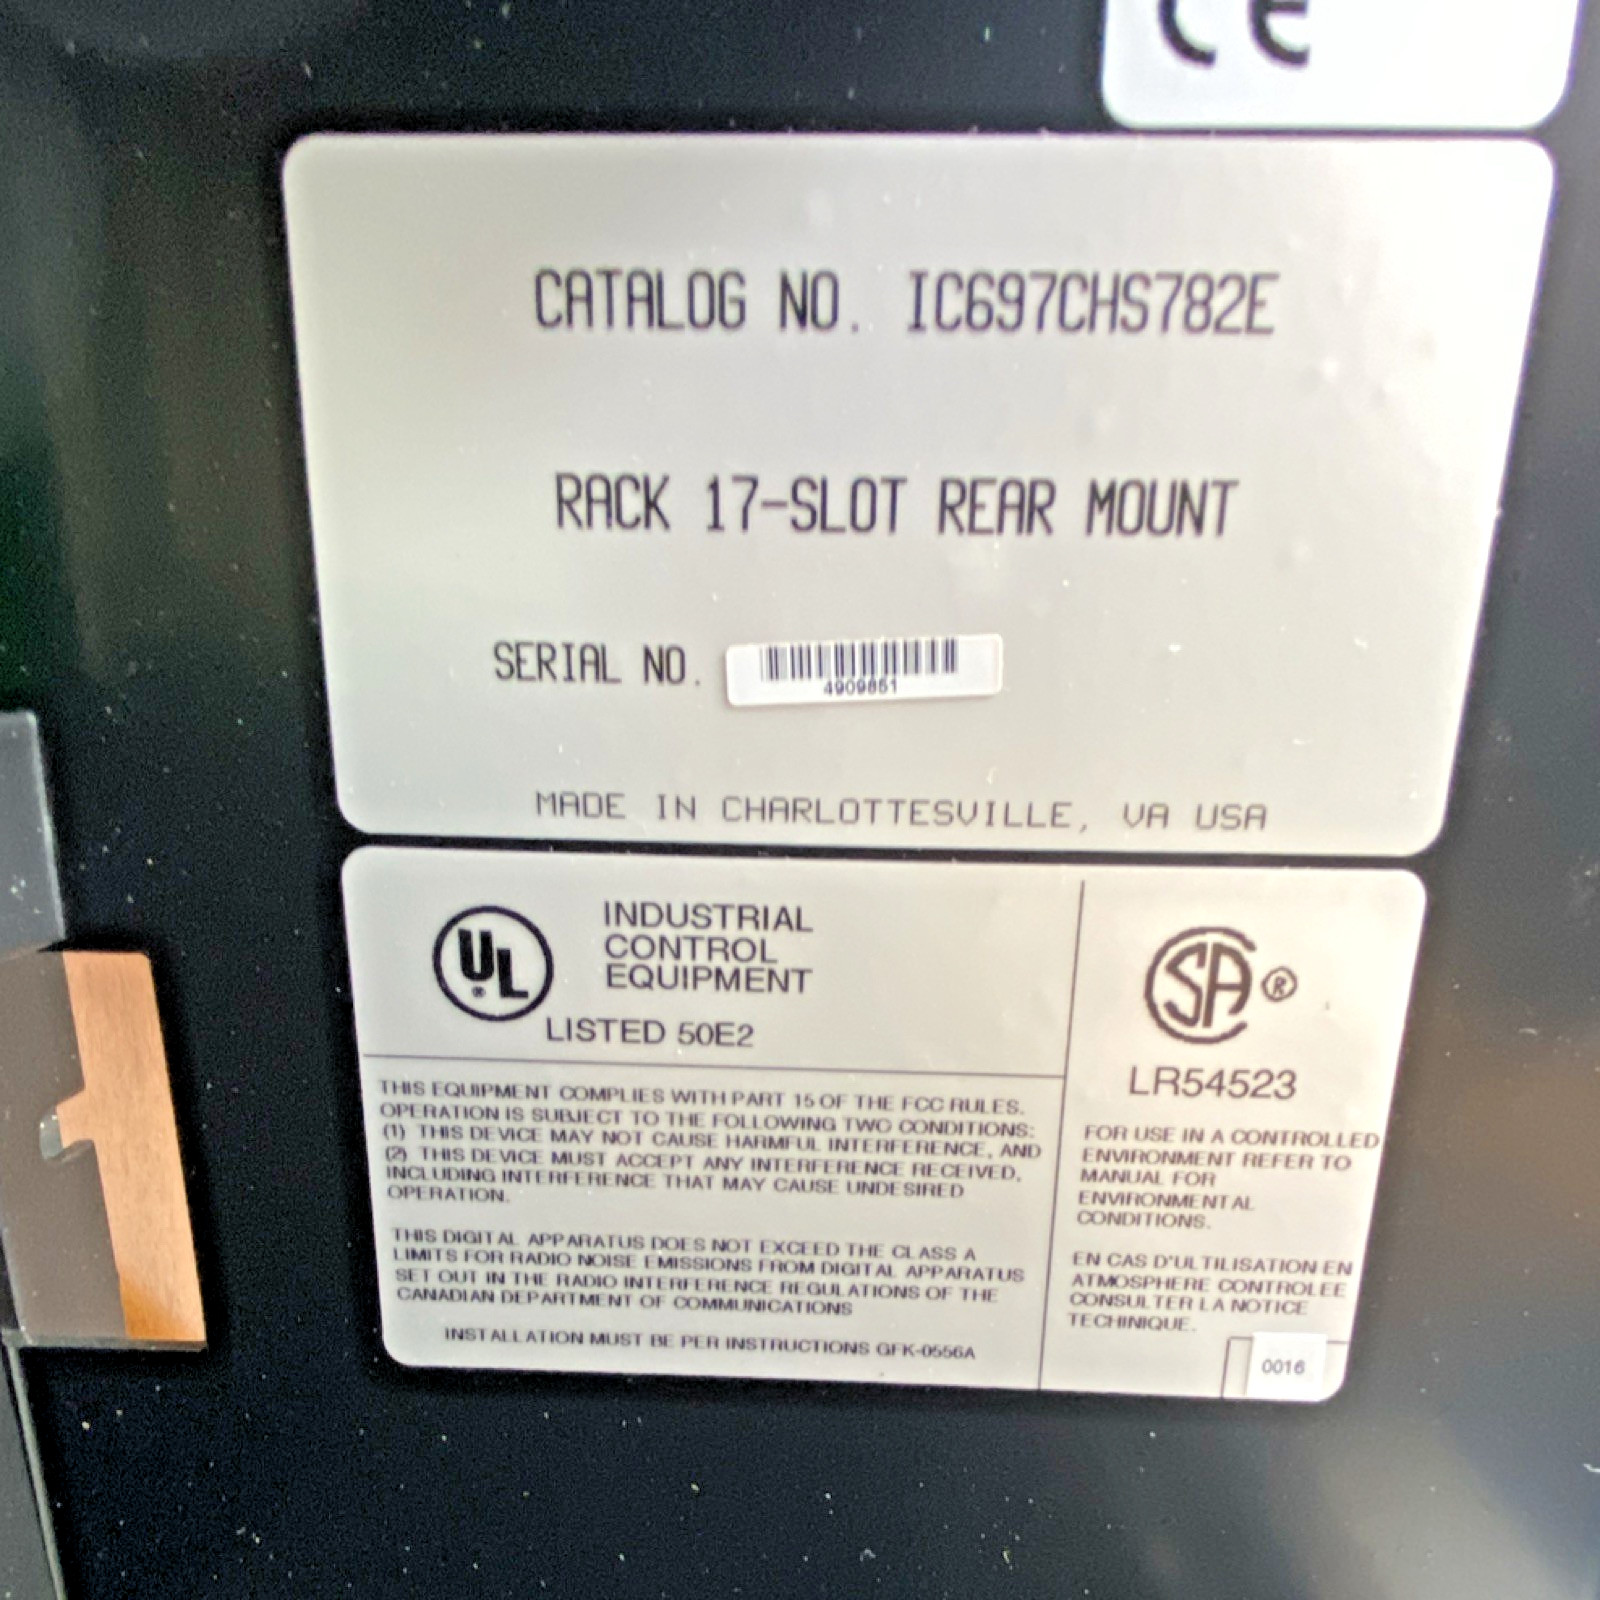 CE
CATALOG NO. IC697CHS782E
RACK 17-SLOT REAR MOUNT
SERIAL NO.
4909851
MADE IN CHARLOTTESVILLE, VA USA
UL
®
INDUSTRIAL
CONTROL
EQUIPMENT
LISTED 50E2
THIS EQUIPMENT COMPLIES WITH PART 15 OF THE FCC RULES.
OPERATION IS SUBJECT TO THE FOLLOWING TWO CONDITIONS:
(1) THIS DEVICE MAY NOT CAUSE HARMFUL INTERFERENCE, AND
(2) THIS DEVICE MUST ACCEPT ANY INTERFERENCE RECEIVED,
INCLUDING INTERFERENCE THAT MAY CAUSE UNDESIRED
OPERATION.
THIS DIGITAL APPARATUS DOES NOT EXCEED THE CLASS A
LIMITS FOR RADIO NOISE EMISSIONS FROM DIGITAL APPARATUS
SET OUT IN THE RADIO INTERFERENCE REGULATIONS OF THE
CANADIAN DEPARTMENT OF COMMUNICATIONS
INSTALLATION MUST BE PER INSTRUCTIONS GFK-0556A
SA ®
LR54523
FOR USE IN A CONTROLLED
ENVIRONMENT REFER TO
MANUAL FOR
ENVIRONMENTAL
CONDITIONS.
EN CAS D'ULTILISATION EN
ATMOSPHERE CONTROLEE
CONSULTER LA NOTICE
TECHINIQUE.
0016